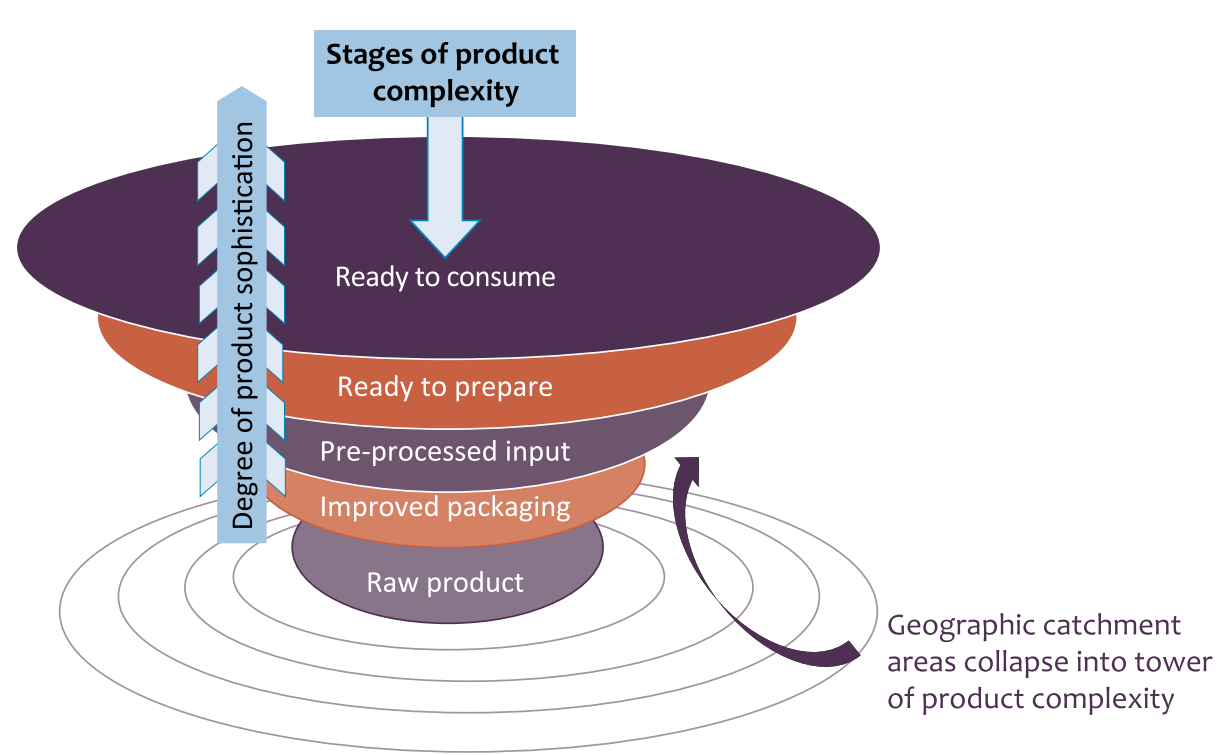 Stages of product
complexity
Degree of product sophistication
Ready to consume
Ready to prepare
Pre-processed input
Improved packaging
Raw product
Geographic catchment
areas collapse into tower
of product complexity